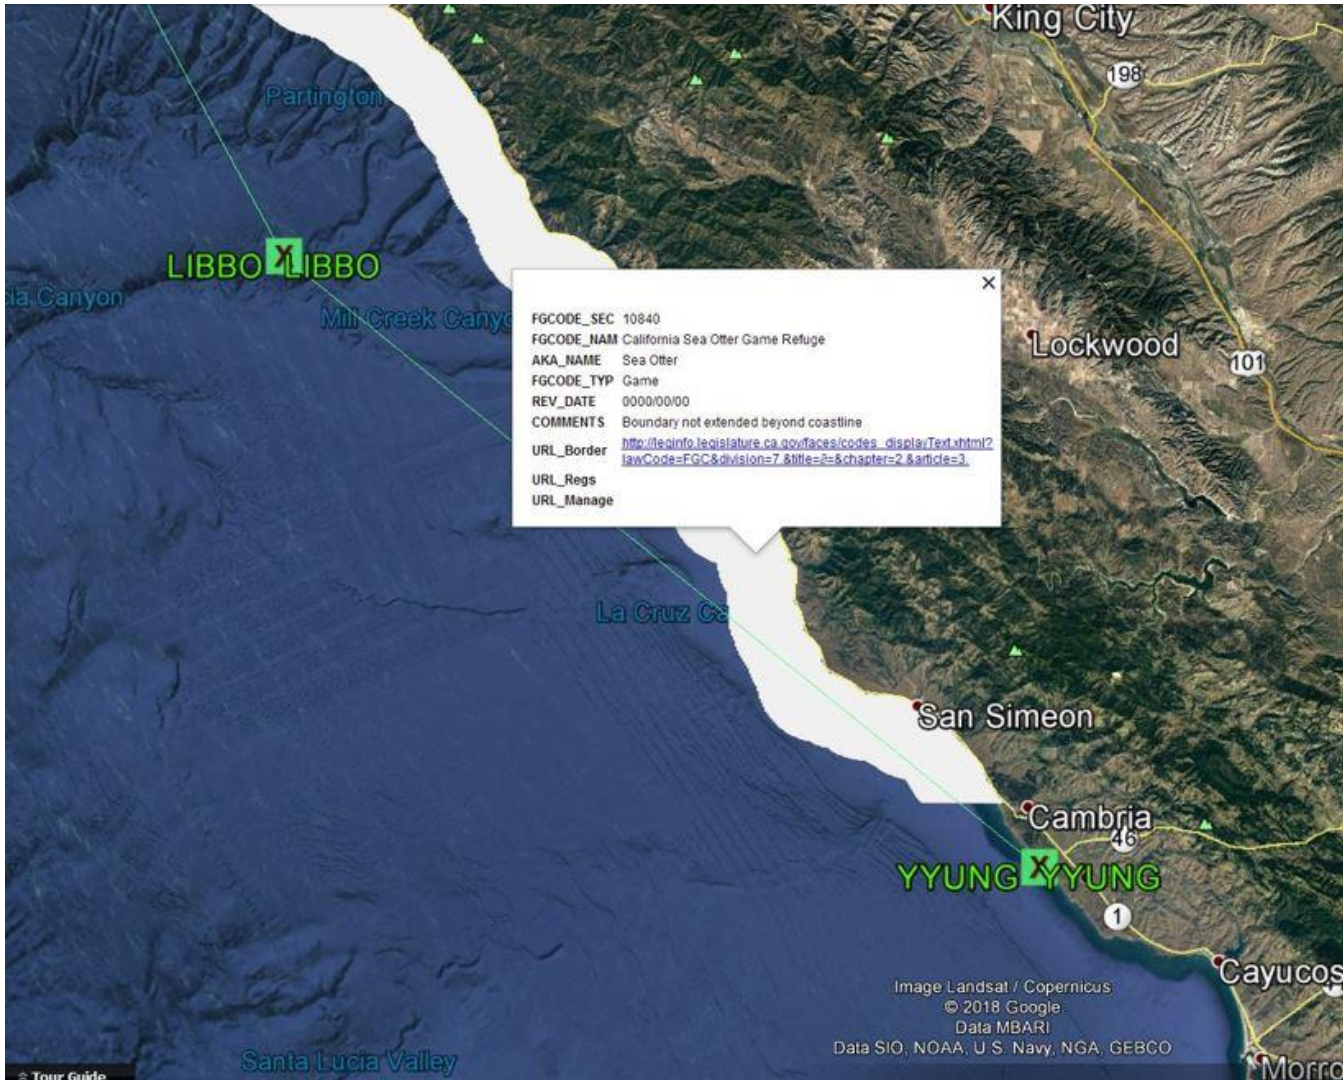 King City
198
Partington
LIBBO X LIBBO
Canyon
Mill Creek Canyo
Lockwood
101
FGCODE_SEC 10840
FGCODE_NAM California Sea Otter Game Refuge
AKA_NAME Sea Otter
FGCODE_TYP Game
REV_DATE 0000/00/00
COMMENTS Boundary not extended beyond coastline
URL_Border http://leginfo.legislature.ca.gov/faces/codes_displayText.xhtml?
lawCode=FGC&division=7.&title=&=&chapter=2.&article=3.
URL_Regs
URL_Manage
La Cruz Ca
San Simeon
Cambria
46
YYUNG X YYUNG
1
Cayucos
Image Landsat / Copernicus
© 2018 Google
Data MBARI
Data SIO, NOAA, U.S. Navy, NGA, GEBCO
Santa Lucia Valley
Morro
Tour Guide